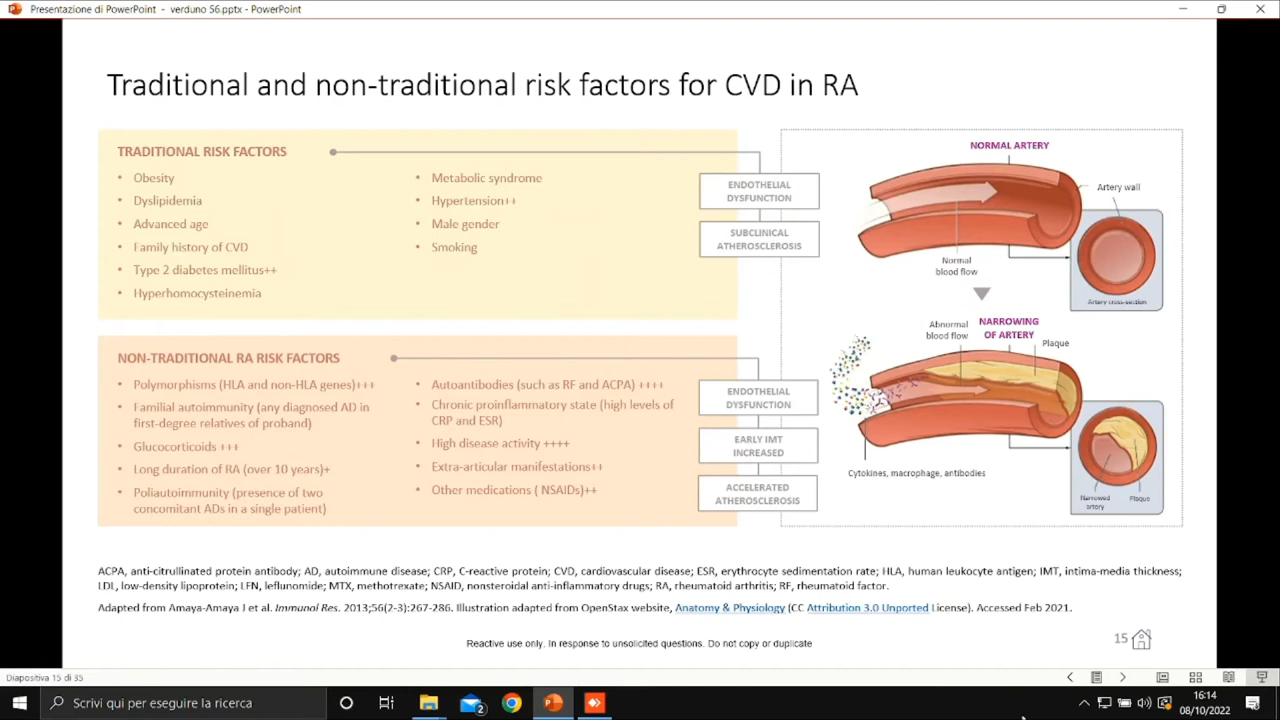 Presentazione di PowerPoint - verduno 56.pptx - PowerPoint
Traditional and non-traditional risk factors for CVD in RA
TRADITIONAL RISK FACTORS
• Obesity
• Dyslipidemia
• Advanced age
• Family history of CVD
• Type 2 diabetes mellitus++
• Hyperhomocysteinemia
• Metabolic syndrome
• Hypertension++
• Male gender
• Smoking
ENDOTHELIAL
DYSFUNCTION
SUBCLINICAL
ATHEROSCLEROSIS
NORMAL ARTERY
Artery wall
Normal
blood flow
Artery cross-section
NON-TRADITIONAL RA RISK FACTORS
• Polymorphisms (HLA and non-HLA genes)+++
• Familial autoimmunity (any diagnosed AD in
first-degree relatives of proband)
• Glucocorticoids +++
• Long duration of RA (over 10 years)+
• Poliautoimmunity (presence of two
concomitant ADs in a single patient)
• Autoantibodies (such as RF and ACPA) ++++
• Chronic proinflammatory state (high levels of
CRP and ESR)
• High disease activity ++++
• Extra-articular manifestations++
• Other medications ( NSAIDs)++
ENDOTHELIAL
DYSFUNCTION
EARLY IMT
INCREASED
ACCELERATED
ATHEROSCLEROSIS
Abnormal
blood flow
NARROWING
OF ARTERY
Plaque
Cytokines, macrophage, antibodies
Narrowed
artery
Plaque
ACPA, anti-citrullinated protein antibody; AD, autoimmune disease; CRP, C-reactive protein; CVD, cardiovascular disease; ESR, erythrocyte sedimentation rate; HLA, human leukocyte antigen; IMT, intima-media thickness;
LDL, low-density lipoprotein; LFN, leflunomide; MTX, methotrexate; NSAID, nonsteroidal anti-inflammatory drugs; RA, rheumatoid arthritis; RF, rheumatoid factor.
Adapted from Amaya-Amaya J et al. Immunol Res. 2013;56(2-3):267-286. Illustration adapted from OpenStax website, Anatomy & Physiology (CC Attribution 3.0 Unported License). Accessed Feb 2021.
Reactive use only. In response to unsolicited questions. Do not copy or duplicate
15
Diapositiva 15 di 35
Scrivi qui per eseguire la ricerca
2
16:14
08/10/2022